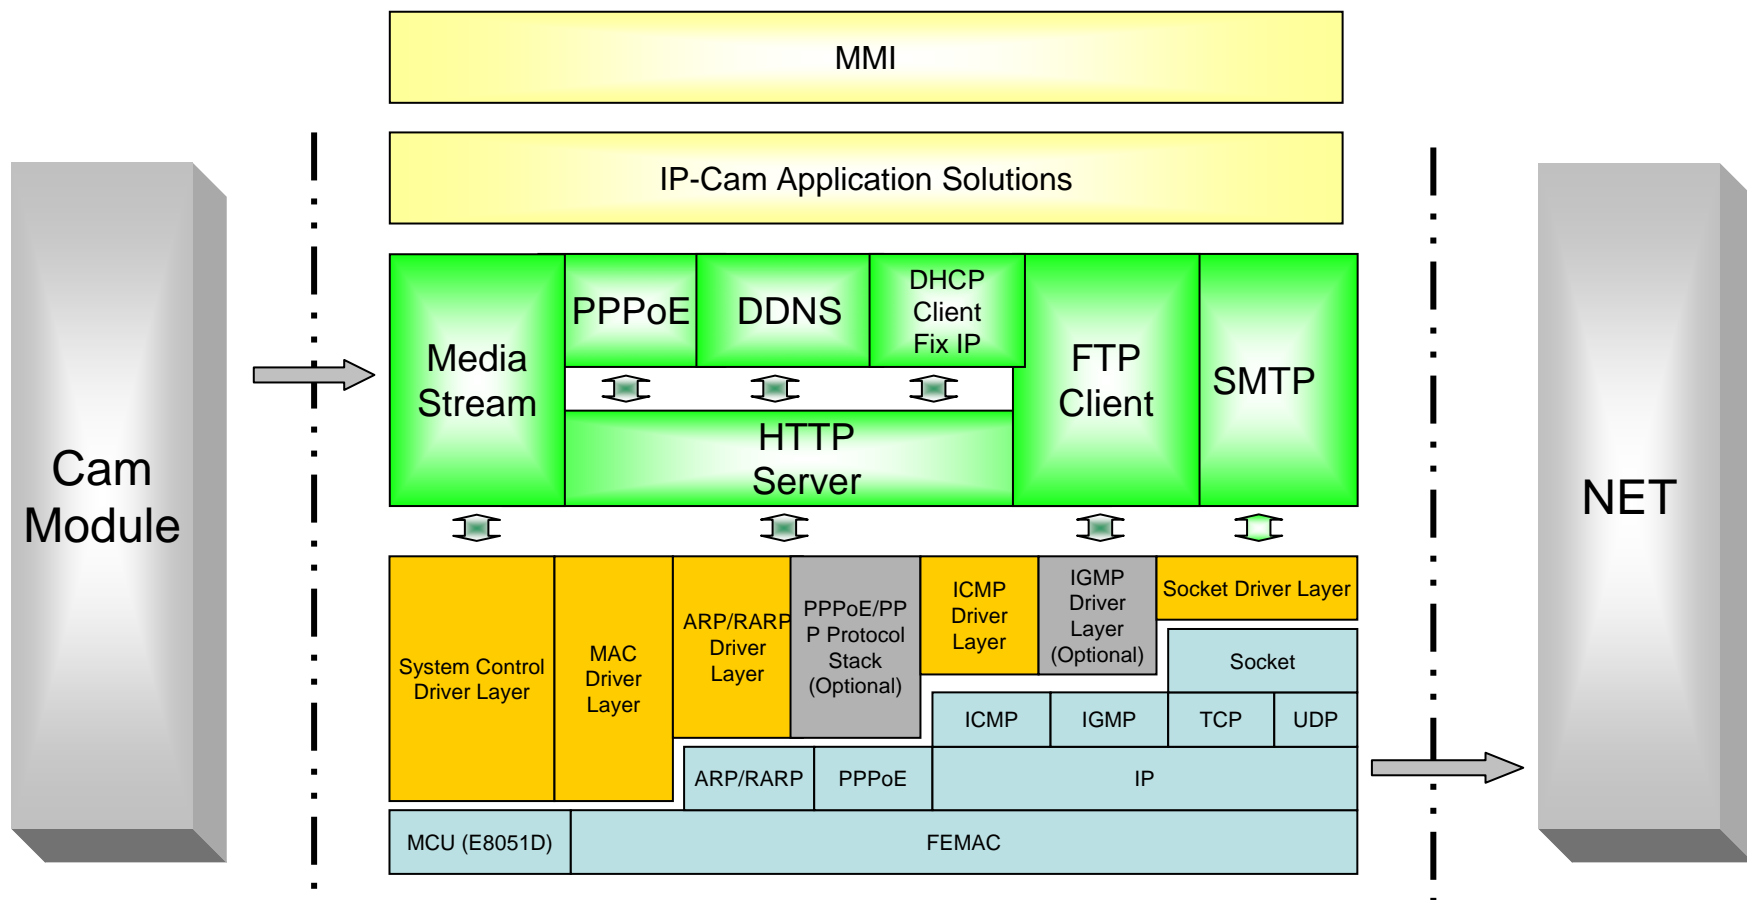 MMI
IP-Cam Application Solutions
Cam
Module
Media
Stream
PPPoE
DDNS
DHCP
Client
Fix IP
HTTP
Server
FTP
Client
SMTP
NET
System Control
Driver Layer
MAC
Driver
Layer
ARP/RARP
Driver
Layer
PPPoE/PP
P Protocol
Stack
(Optional)
ICMP
Driver
Layer
IGMP
Driver
Layer
(Optional)
Socket Driver Layer
Socket
ICMP
IGMP
TCP
UDP
ARP/RARP
PPPoE
IP
MCU (E8051D)
FEMAC